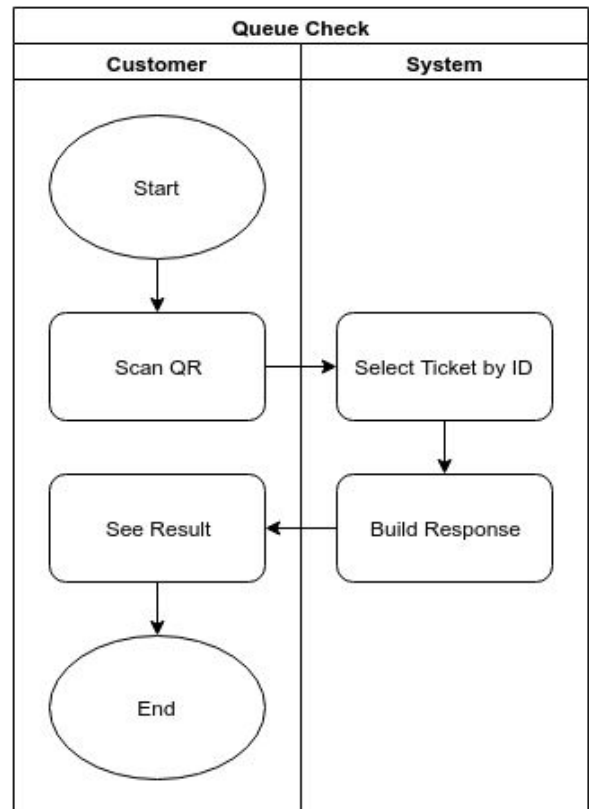 Queue Check
Customer
System
Start
Scan QR
Select Ticket by ID
See Result
Build Response
End